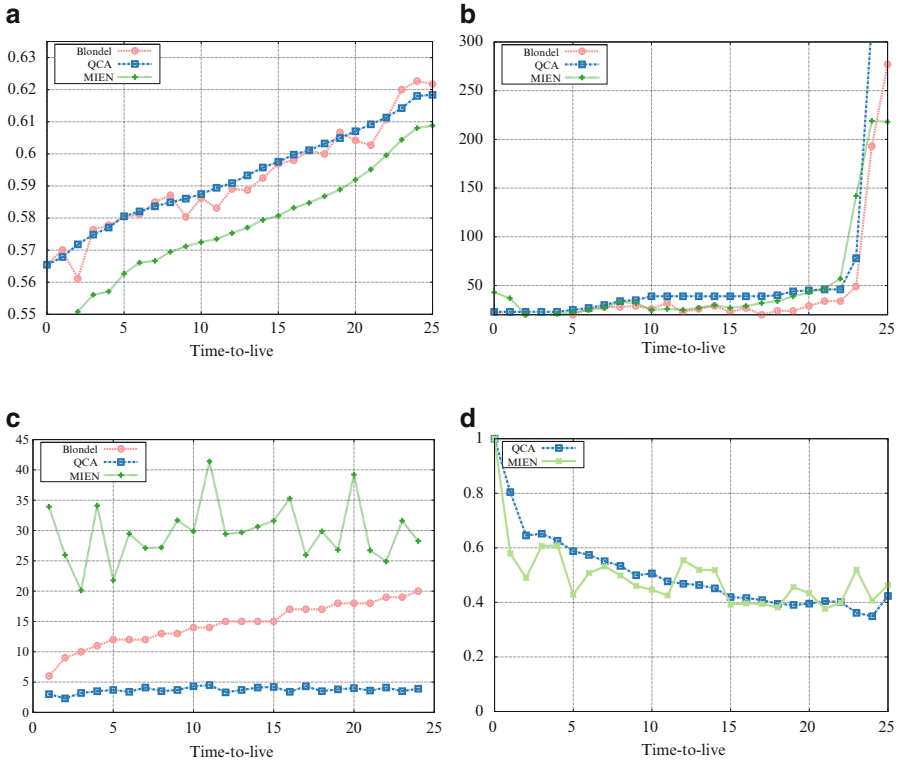 a
0.63
0.62
0.61
0.6
0.59
0.58
0.57
0.56
0.55
Blondel
QCA
MIEN
0 5 10 15 20 25
Time-to-live
b
300
250
200
150
100
50
Blondel
QCA
MIEN
0 5 10 15 20 25
Time-to-live
c
45
40
35
30
25
20
15
10
5
0
Blondel
QCA
MIEN
0 5 10 15 20 25
Time-to-live
d
1
0.8
0.6
0.4
0.2
0
QCA
MIEN
0 5 10 15 20 25
Time-to-live